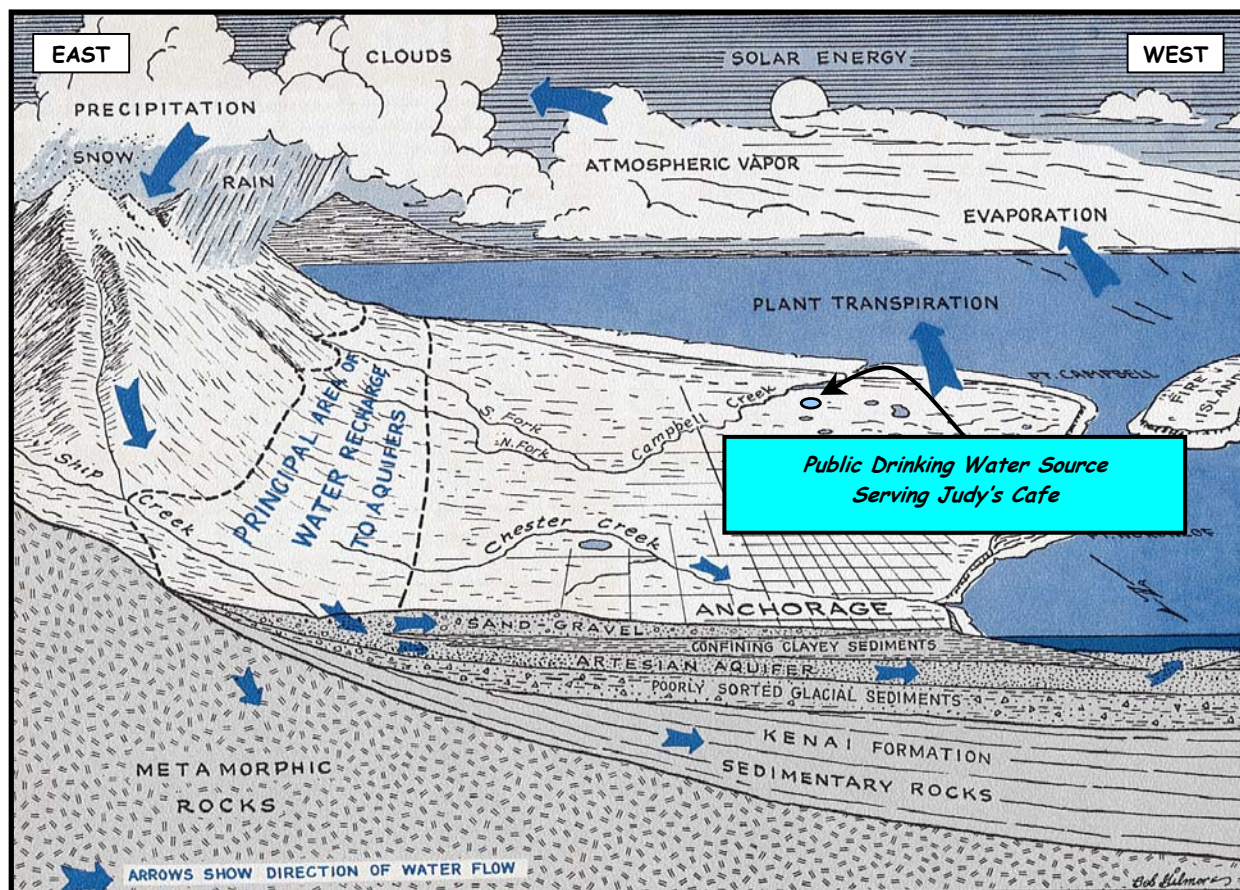 EAST
CLOUDS
SOLAR ENERGY
WEST
PRECIPITATION
SNOW
RAIN
ATMOSPHERIC VAPOR
EVAPORATION
PLANT TRANSPIRATION
PT. CAMPBELL
FIRE
ISLAND
PRINCIPAL AREA OF
WATER RECHARGE
TO AQUIFERS
S. Fork
N. Fork
Campbell Creek
Public Drinking Water Source
Serving Judy's Cafe
Ship Creek
Chester Creek
ANCHORAGE
SAND-GRAVEL
CONFINING CLAYEY SEDIMENTS
ARTESIAN AQUIFER
POORLY SORTED GLACIAL SEDIMENTS
KENAI FORMATION
SEDIMENTARY ROCKS
METAMORPHIC
ROCKS
ARROWS SHOW DIRECTION OF WATER FLOW
Bob Gilmore